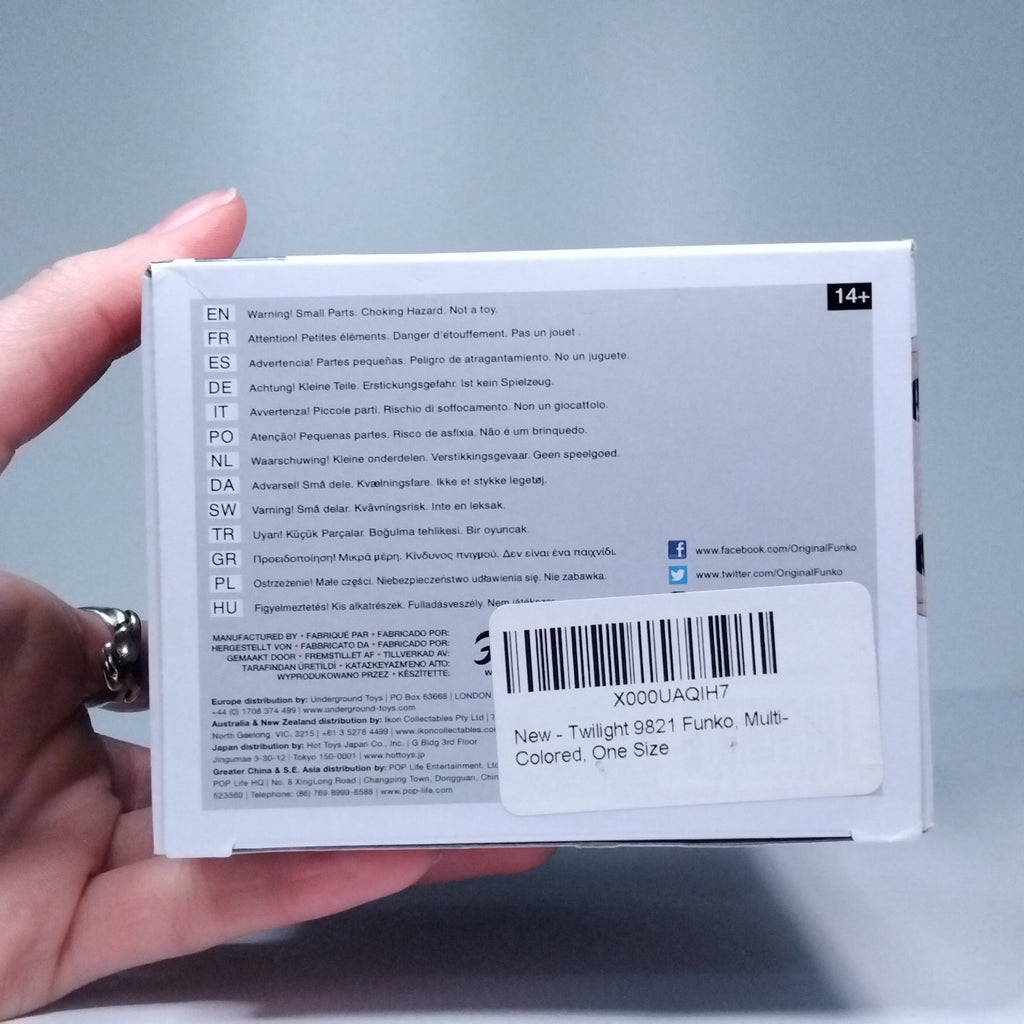 14+
EN Warning! Small Parts. Choking Hazard. Not a toy.
FR Attention! Petites éléments. Danger d'étouffement. Pas un jouet .
ES Advertencia! Partes pequeñas. Peligro de atragantamiento. No un juguete.
DE Achtung! Kleine Teile. Erstickungsgefahr. Ist kein Spielzeug.
IT Avvertenza! Piccole parti. Rischio di soffocamento. Non un giocattolo.
PO Atenção! Pequenas partes. Risco de asfixia. Não é um brinquedo.
NL Waarschuwing! Kleine onderdelen. Verstikkingsgevaar. Geen speelgoed.
DA Advarsel! Små dele. Kvælningsfare. Ikke et stykke legetøj.
SW Varning! Små delar. Kvävningsrisk. Inte en leksak.
TR Uyarı! Küçük Parçalar. Boğulma tehlikesi. Bir oyuncak.
GR Προειδοποίηση! Μικρά μέρη. Κίνδυνος πνιγμού. Δεν είναι ένα παιχνίδι.
PL Ostrzeżenie! Małe części. Niebezpieczeństwo udławienia się. Nie zabawka.
HU Figyelmeztetés! Kis alkatrészek. Fulladásveszély. Nem
www.facebook.com/OriginalFunko
www.twitter.com/OriginalFunko
MANUFACTURED BY • FABRIQUÉ PAR • FABRICADO POR:
HERGESTELLT VON • FABBRICATO DA • FABRICADO POR:
GEMAAKT DOOR • FREMSTILLET AF • TILLVERKAD AV:
TARAFINDAN ÜRETİLDİ • ΚΑΤΑΣΚΕΥΑΣΜΕΝΟ ΑΠΟ:
WYPRODUKOWANO PRZEZ • KÉSZÍTETTE:
Europe distribution by: Underground Toys | PO Box 63668 | LONDON
+44 (0) 1708 374 499 | www.underground-toys.com
Australia & New Zealand distribution by: Ikon Collectables Pty Ltd | 7
North Geelong, VIC, 3215 | +61 3 5278 4499 | www.ikoncollectables.co
Japan distribution by: Hot Toys Japan Co., Inc. | G Bldg 3rd Floor
Jingumae 3-30-12 | Tokyo 150-0001 | www.hottoys.jp
Greater China & S.E. Asia distribution by: POP Life Entertainment, Ltd
POP Life HQ | No. 8 XingLong Road | Changping Town, Dongguan, Chin
523560 | Telephone: (86) 769 8999-8588 | www.pop-life.com
X000UAQIH7
New - Twilight 9821 Funko, Multi-
Colored, One Size